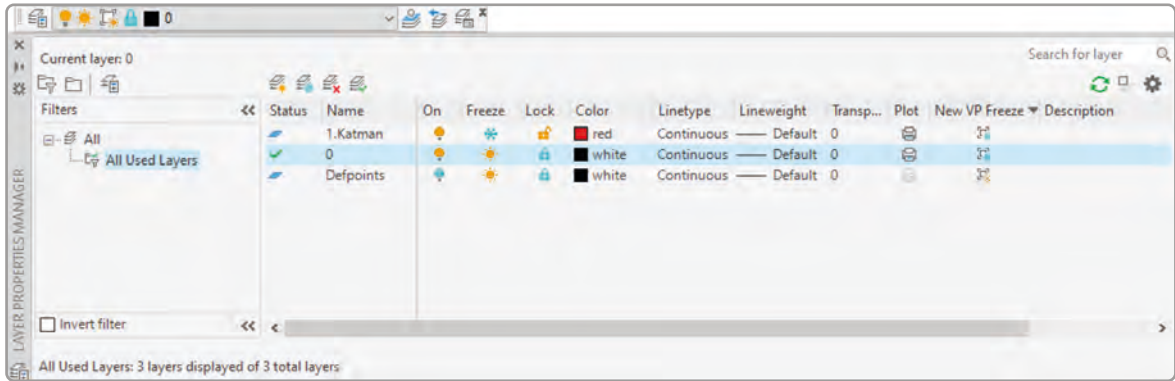 0
Current layer: 0
Search for layer
Filters
Status Name On Freeze Lock Color Linetype Lineweight Transp... Plot New VP Freeze Description
All
All Used Layers
1.Katman red Continuous Default 0
0 white Continuous Default 0
Defpoints white Continuous Default 0
LAYER PROPERTIES MANAGER
Invert filter
All Used Layers: 3 layers displayed of 3 total layers